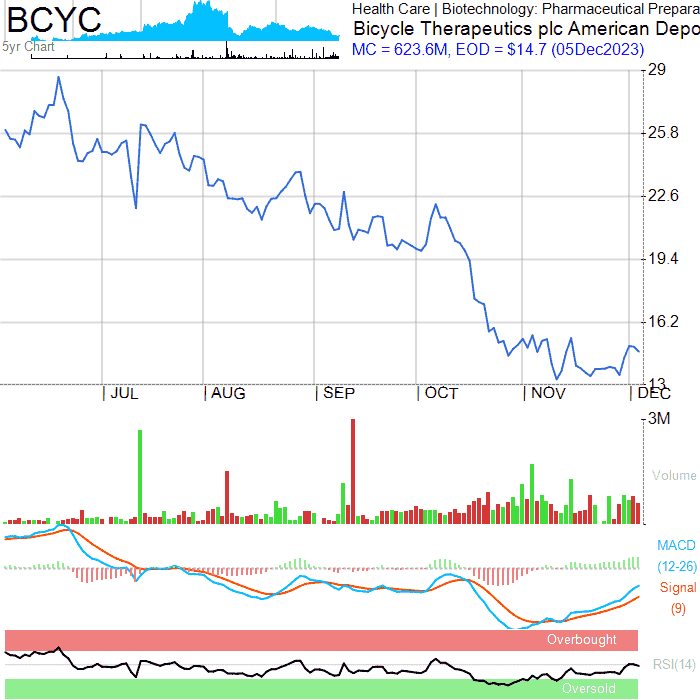 BCYC
5yr Chart
Health Care | Biotechnology: Pharmaceutical Prepara
Bicycle Therapeutics plc American Depo
MC = 623.6M, EOD = $14.7 (05Dec2023)
29
25.8
22.6
19.4
16.2
13
| JUL | AUG | SEP | OCT | NOV | DEC
3M
Volume
MACD
(12-26)
Signal
(9)
Overbought
RSI(14)
Oversold